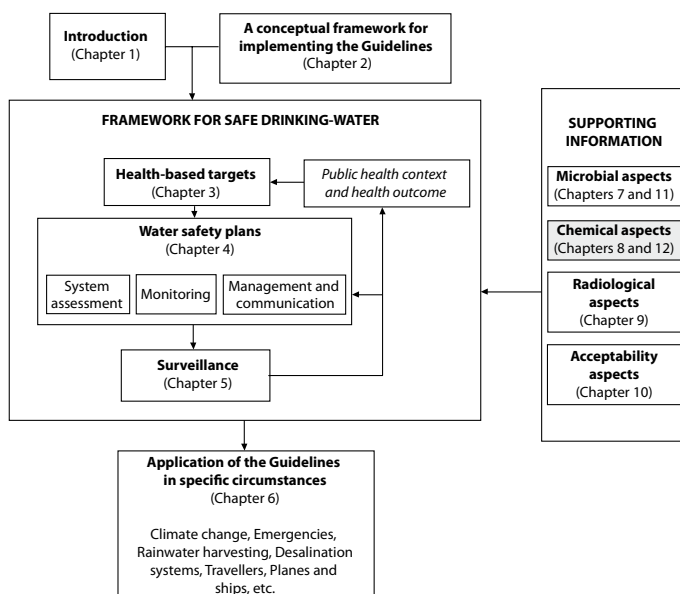 Introduction
(Chapter 1)
A conceptual framework for
implementing the Guidelines
(Chapter 2)
FRAMEWORK FOR SAFE DRINKING-WATER
Health-based targets
(Chapter 3)
Public health context
and health outcome
Water safety plans
(Chapter 4)
System
assessment
Monitoring
Management and
communication
Surveillance
(Chapter 5)
SUPPORTING
INFORMATION
Microbial aspects
(Chapters 7 and 11)
Chemical aspects
(Chapters 8 and 12)
Radiological
aspects
(Chapter 9)
Acceptability
aspects
(Chapter 10)
Application of the Guidelines
in specific circumstances
(Chapter 6)
Climate change, Emergencies,
Rainwater harvesting, Desalination
systems, Travellers, Planes and
ships, etc.